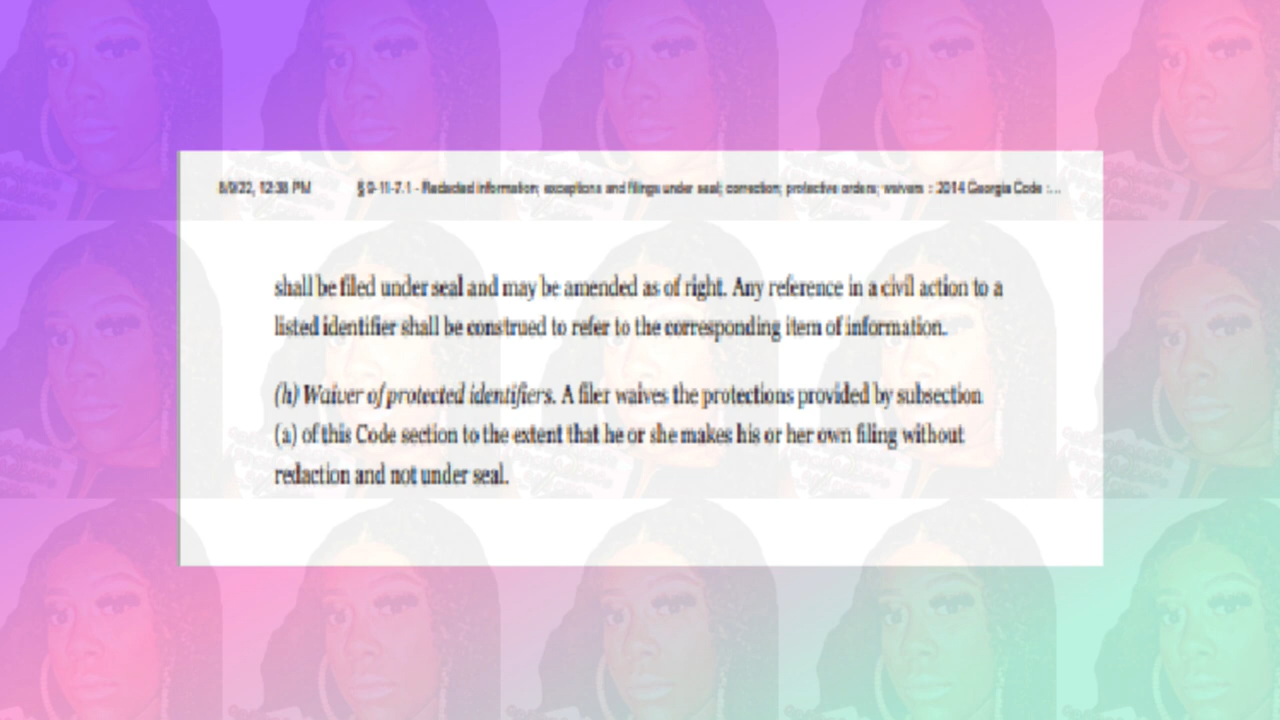 8/9/22, 12:38 PM § 9-11-7.1 - Redacted information; exceptions and filings under seal; correction; protective orders; waivers :: 2014 Georgia Code :...
shall be filed under seal and may be amended as of right. Any reference in a civil action to a
listed identifier shall be construed to refer to the corresponding item of information.
(h) Waiver of protected identifiers. A filer waives the protections provided by subsection
(a) of this Code section to the extent that he or she makes his or her own filing without
redaction and not under seal.